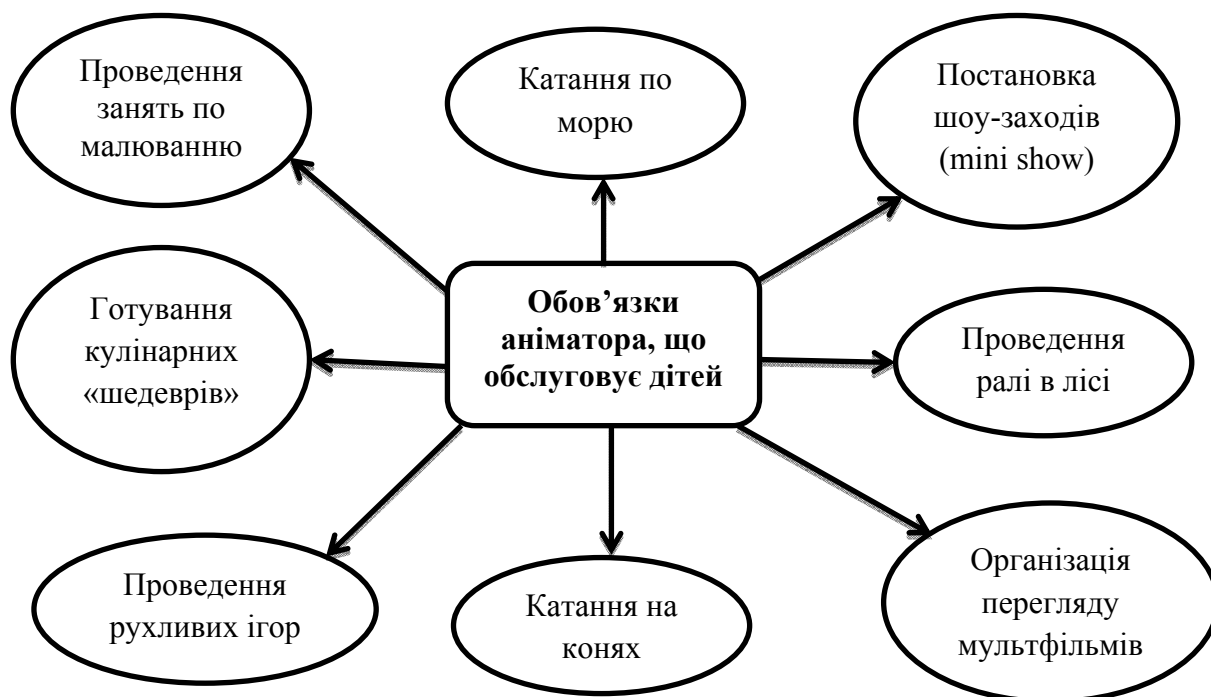 Проведення
занять по
малюванню
Катання по
морю
Постановка
шоу-заходів
(mini show)
Готування
кулінарних
«шедеврів»
Обов’язки
аніматора, що
обслуговує дітей
Проведення
ралі в лісі
Проведення
рухливих ігор
Катання на
конях
Організація
перегляду
мультфільмів